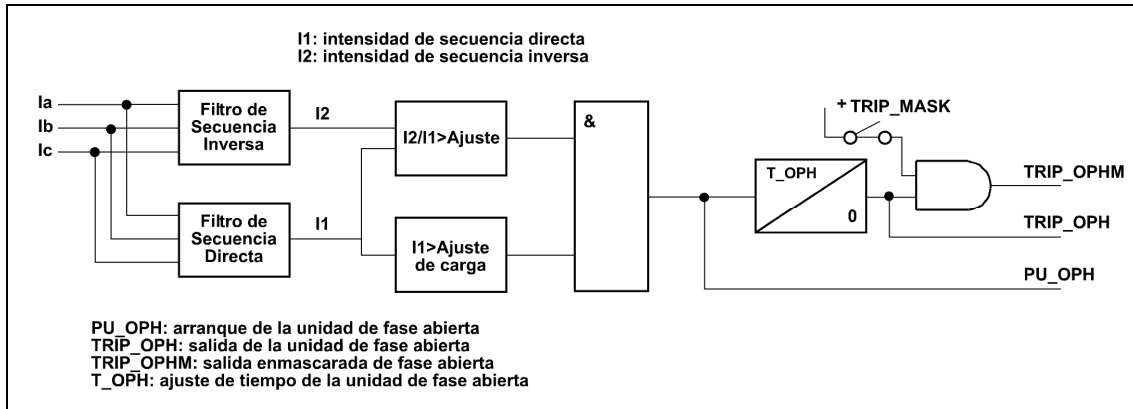 I1: intensidad de secuencia directa
I2: intensidad de secuencia inversa
Ia
Ib
Ic
Filtro de
Secuencia
Inversa
I2
I2/I1>Ajuste
&
+ TRIP_MASK
T_OPH
0
TRIP_OPHM
TRIP_OPH
PU_OPH
Filtro de
Secuencia
Directa
I1
I1>Ajuste
de carga
PU_OPH: arranque de la unidad de fase abierta
TRIP_OPH: salida de la unidad de fase abierta
TRIP_OPHM: salida enmascarada de fase abierta
T_OPH: ajuste de tiempo de la unidad de fase abierta